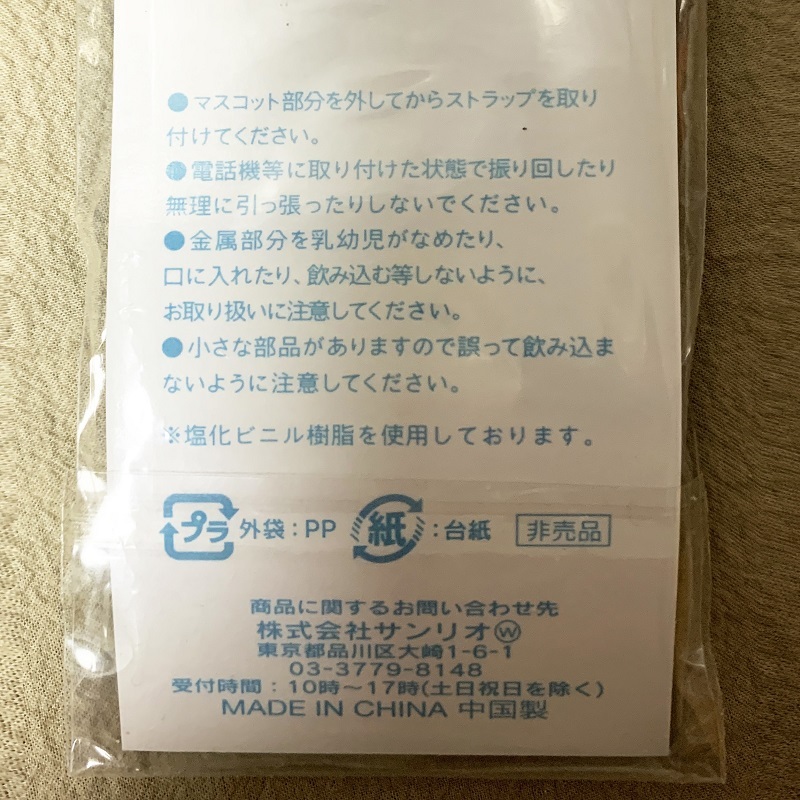 ●マスコット部分を外してからストラップを取り
付けてください。
●電話機等に取り付けた状態で振り回したり
無理に引っ張ったりしないでください。
●金属部分を乳幼児がなめたり、
口に入れたり、飲み込む等しないように、
お取り扱いに注意してください。
●小さな部品がありますので誤って飲み込ま
ないように注意してください。
※塩化ビニル樹脂を使用しております。
プラ 外袋：PP 紙：台紙 非売品
商品に関するお問い合わせ先
株式会社サンリオⓌ
東京都品川区大崎1-6-1
03-3779-8148
受付時間：10時～17時(土日祝日を除く)
MADE IN CHINA 中国製